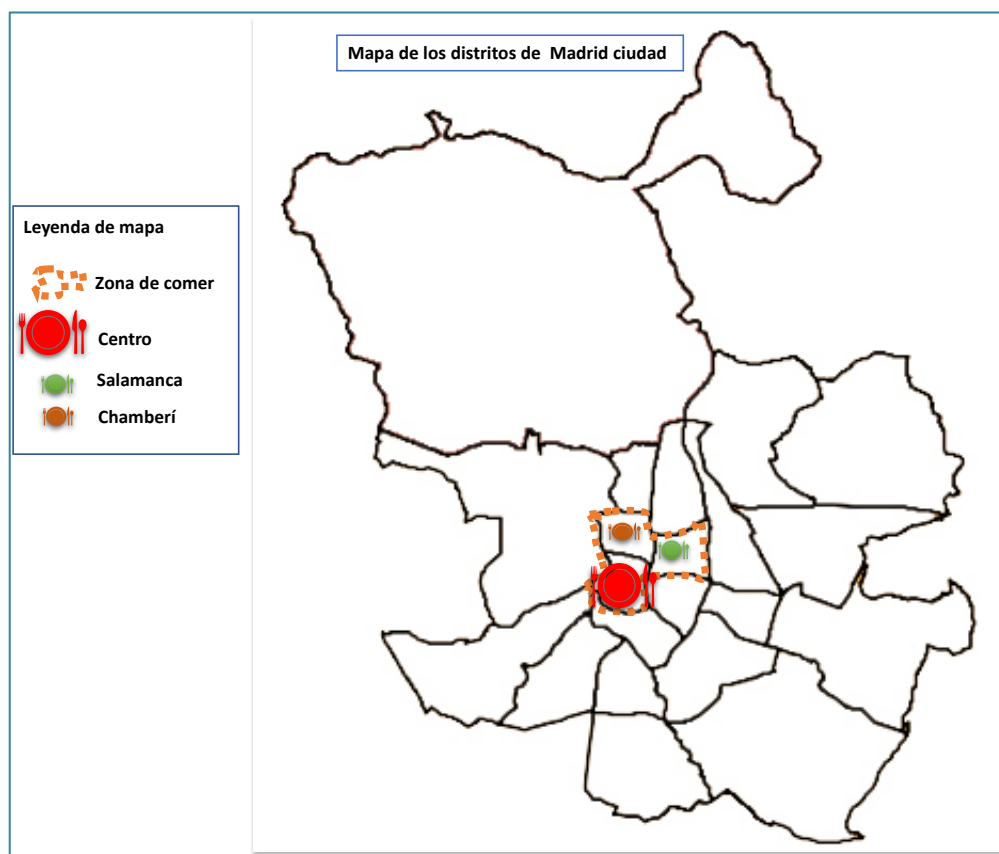 Mapa de los distritos de Madrid ciudad
Leyenda de mapa
Zona de comer
Centro
Salamanca
Chamberí